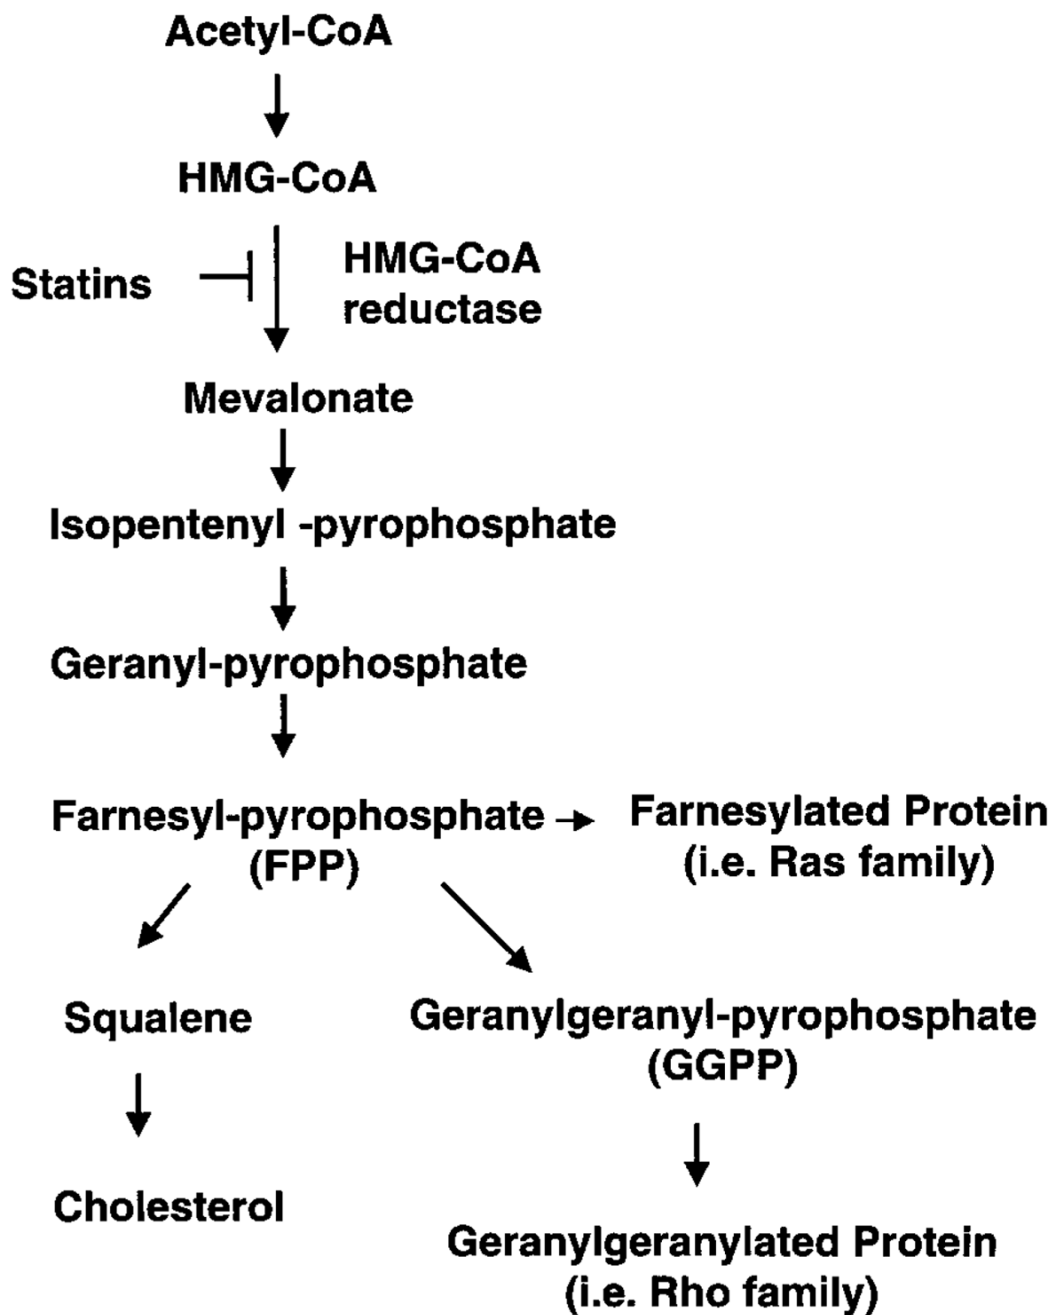 Acetyl-CoA
HMG-CoA
Statins
HMG-CoA
reductase
Mevalonate
Isopentenyl -pyrophosphate
Geranyl-pyrophosphate
Farnesyl-pyrophosphate
(FPP)
Farnesylated Protein
(i.e. Ras family)
Squalene
Geranylgeranyl-pyrophosphate
(GGPP)
Cholesterol
Geranylgeranylated Protein
(i.e. Rho family)